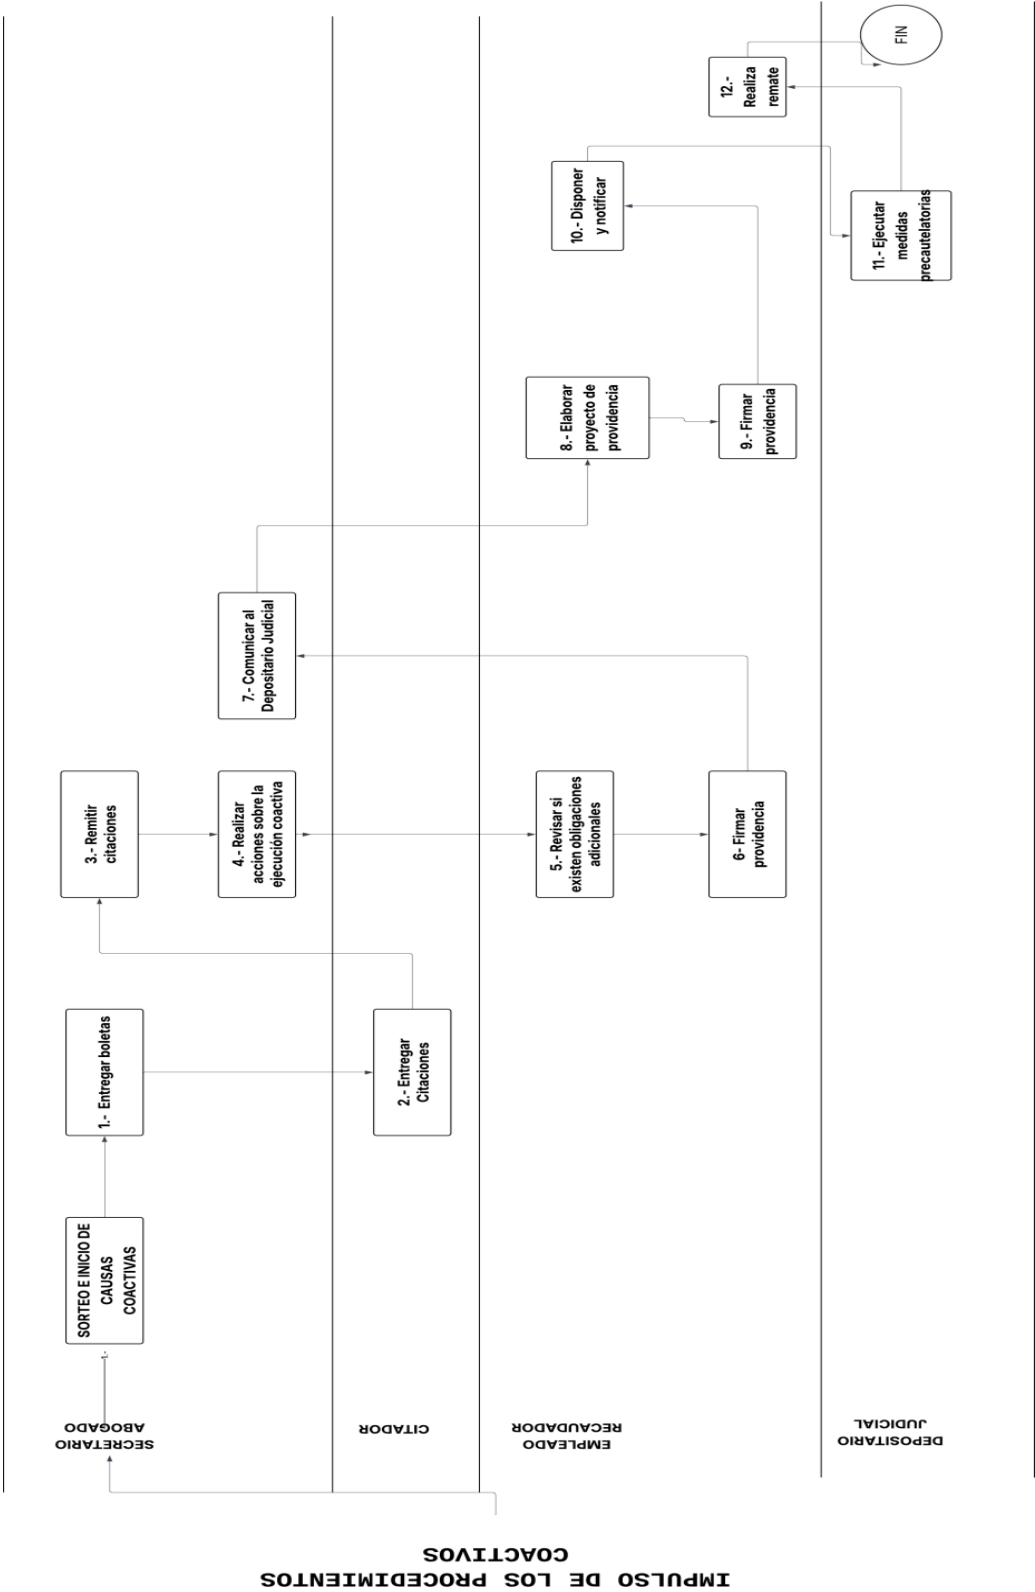 IMPULSO DE LOS PROCEDIMIENTOS
COACTIVOS
SECRETARIO
ABOGADO
CITADOR
EMPLEADO
RECAUDADOR
DEPOSITARIO
JUDICIAL
1.-
SORTEO E INICIO DE
CAUSAS
COACTIVAS
1.- Entregar boletas
2.- Entregar
Citaciones
3.- Remitir
citaciones
4.- Realizar
acciones sobre la
ejecución coactiva
5.- Revisar si
existen obligaciones
adicionales
6- Firmar
providencia
7.- Comunicar al
Depositario Judicial
8.- Elaborar
proyecto de
providencia
9.- Firmar
providencia
10.- Disponer
y notificar
11.- Ejecutar
medidas
precautelatorias
12.-
Realiza
remate
FIN